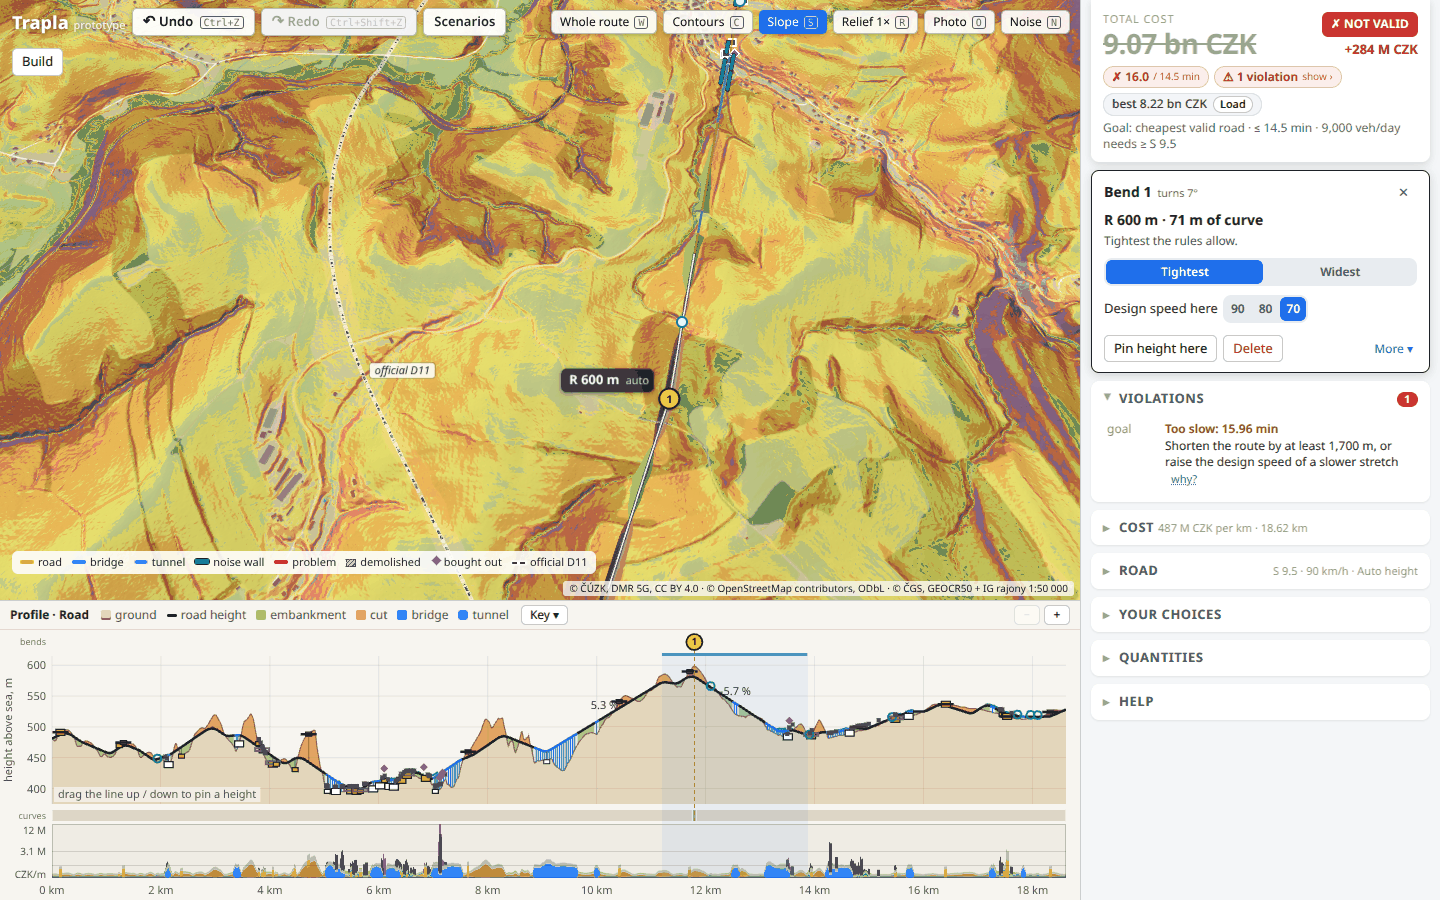 Trapla prototype
↶ Undo Ctrl+Z
↷ Redo Ctrl+Shift+Z
Scenarios
Whole route W
Contours C
Slope S
Relief 1× R
Photo O
Noise N
Build
official D11
R 600 m auto
1
road bridge tunnel noise wall problem demolished bought out official D11
© ČÚZK, DMR 5G, CC BY 4.0 · © OpenStreetMap contributors, ODbL · © ČGS, GEOCR50 + IG rajony 1:50 000
Profile · Road ground road height embankment cut bridge tunnel Key ▾ − +
bends
1
600
550
500
450
400
height above sea, m
5.3 %
5.7 %
drag the line up / down to pin a height
curves
12 M
3.1 M
CZK/m
0 km 2 km 4 km 6 km 8 km 10 km 12 km 14 km 16 km 18 km
TOTAL COST
✗ NOT VALID
9.07 bn CZK
+284 M CZK
✗ 16.0 / 14.5 min
⚠ 1 violation show ›
best 8.22 bn CZK Load
Goal: cheapest valid road · ≤ 14.5 min · 9,000 veh/day
needs ≥ S 9.5
Bend 1 turns 7° ×
R 600 m · 71 m of curve
Tightest the rules allow.
Tightest Widest
Design speed here 90 80 70
Pin height here Delete More ▾
▼ VIOLATIONS 1
goal Too slow: 15.96 min
Shorten the route by at least 1,700 m, or
raise the design speed of a slower stretch
why?
▶ COST 487 M CZK per km · 18.62 km
▶ ROAD S 9.5 · 90 km/h · Auto height
▶ YOUR CHOICES
▶ QUANTITIES
▶ HELP